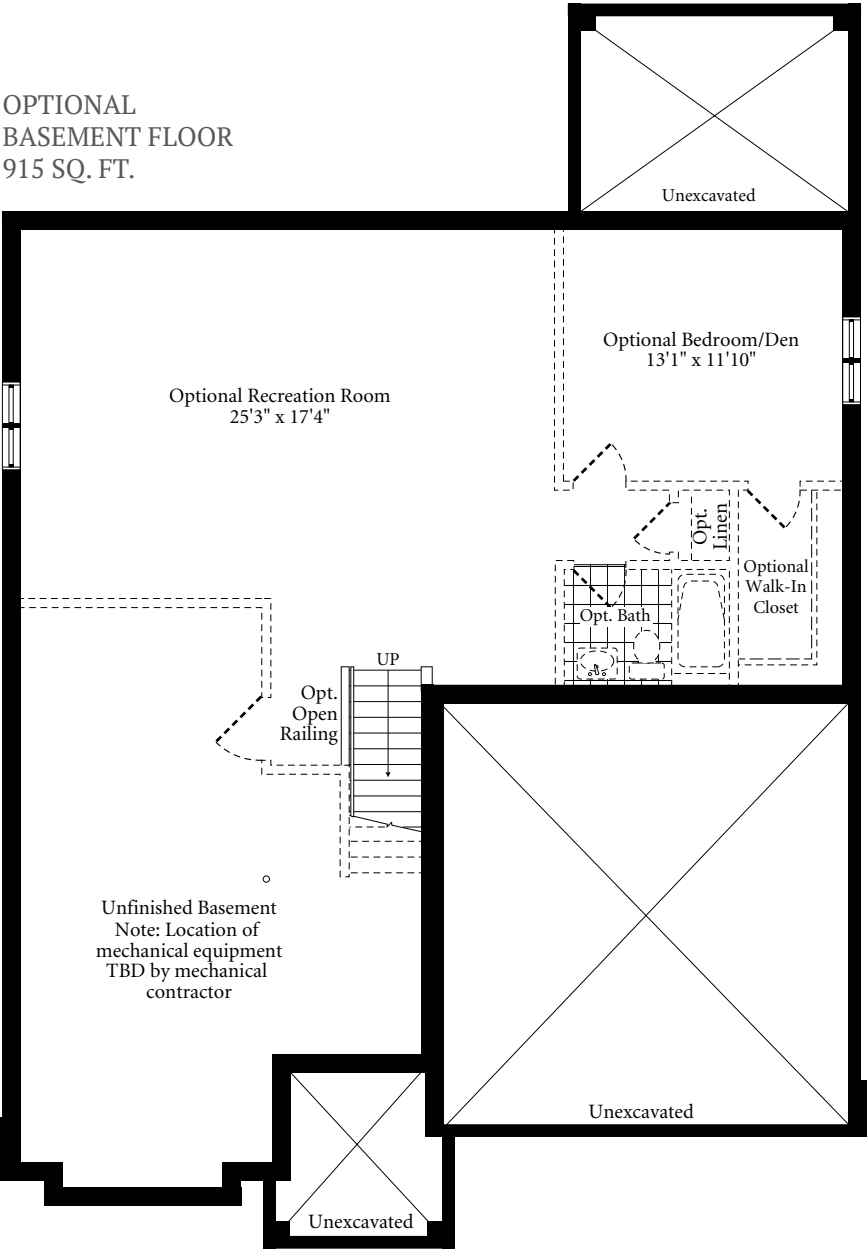 OPTIONAL
BASEMENT FLOOR
915 SQ. FT.
Unexcavated
Optional Bedroom/Den
13'1" x 11'10"
Optional Recreation Room
25'3" x 17'4"
Opt.
Linen
Optional
Walk-In
Closet
Opt. Bath
UP
Opt.
Open
Railing
Unfinished Basement
Note: Location of
mechanical equipment
TBD by mechanical
contractor
Unexcavated
Unexcavated